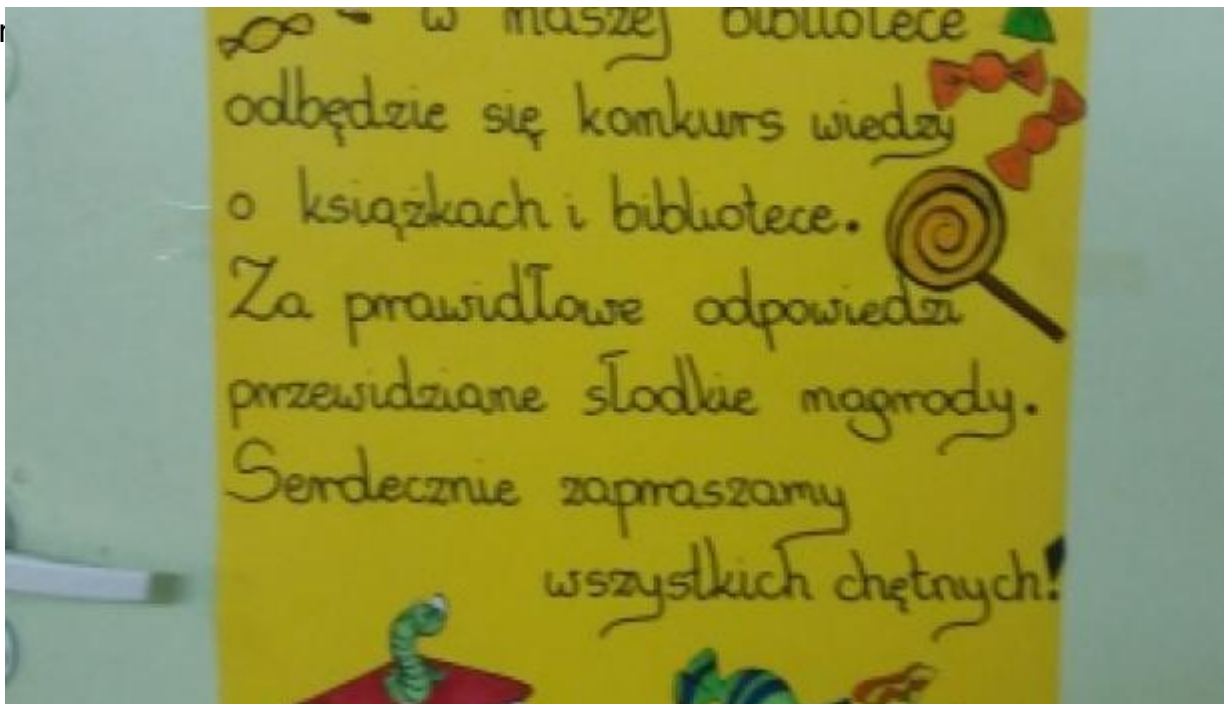 w naszej bibliotece
odbędzie się konkurs wiedzy
o książkach i bibliotece.
Za prawidłowe odpowiedzi
przewidziane słodkie nagrody.
Serdecznie zapraszamy
wszystkich chętnych!